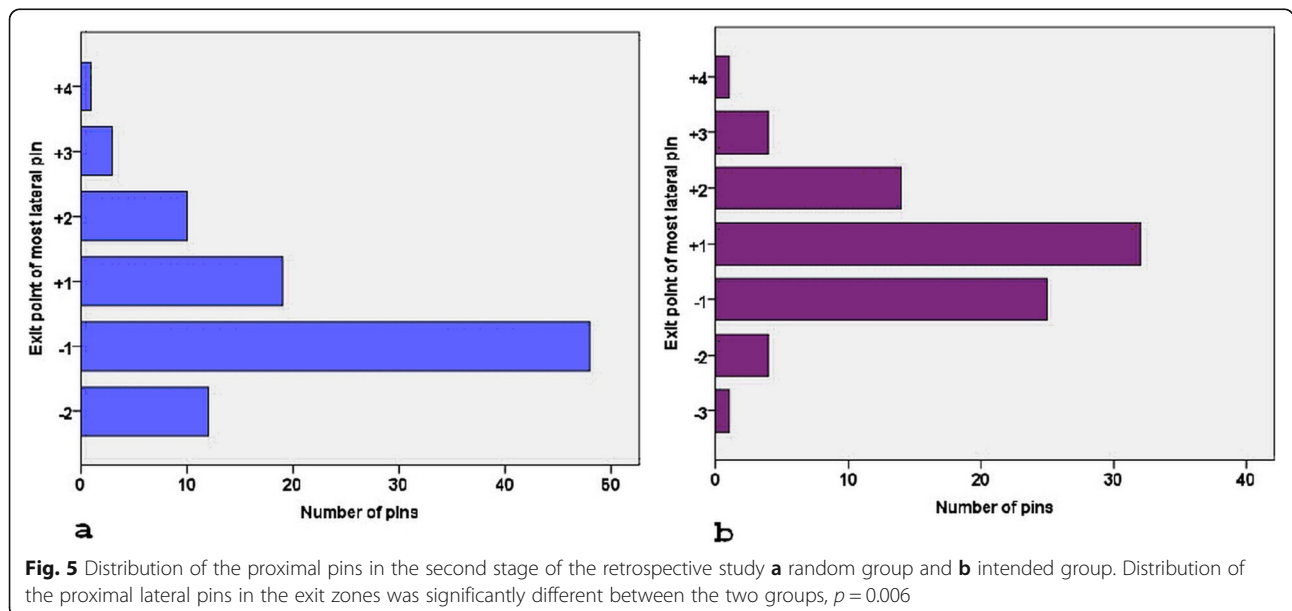 Exit point of most lateral pin
+4
+3
+2
+1
-1
-2
0 10 20 30 40 50
Number of pins
a
Exit point of most lateral pin
+4
+3
+2
+1
-1
-2
-3
0 10 20 30 40
Number of pins
b
Fig. 5 Distribution of the proximal pins in the second stage of the retrospective study a random group and b intended group. Distribution of
the proximal lateral pins in the exit zones was significantly different between the two groups, p = 0.006